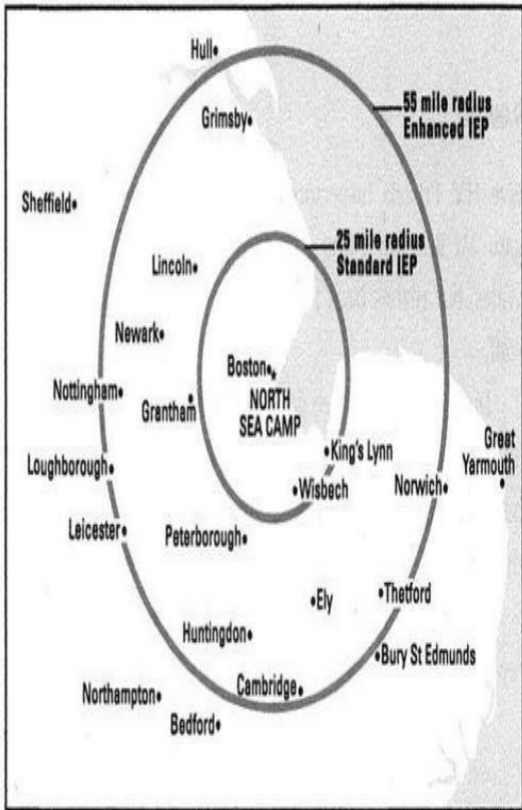 Hull
55 mile radius
Enhanced IEP
Grimsby
Sheffield
25 mile radius
Standard IEP
Lincoln
Newark
Boston
NORTH
SEA CAMP
Nottingham
Grantham
King's Lynn
Great
Yarmouth
Loughborough
Wisbech
Norwich
Leicester
Peterborough
Thetford
Ely
Huntingdon
Bury St Edmunds
Northampton
Cambridge
Bedford